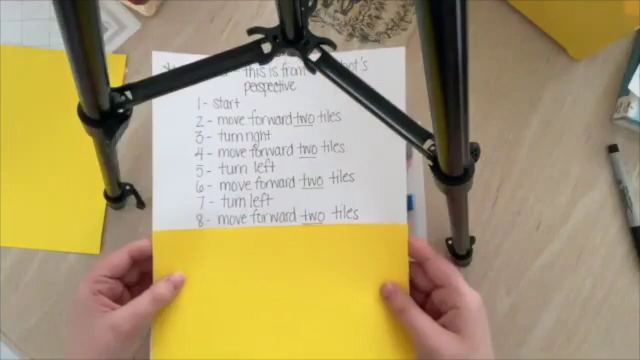 this is from
perspective
1 - start
2 - move forward two tiles
3 - turn right
4 - move forward two tiles
5 - turn left
6 - move forward two tiles
7 - turn left
8 - move forward two tiles